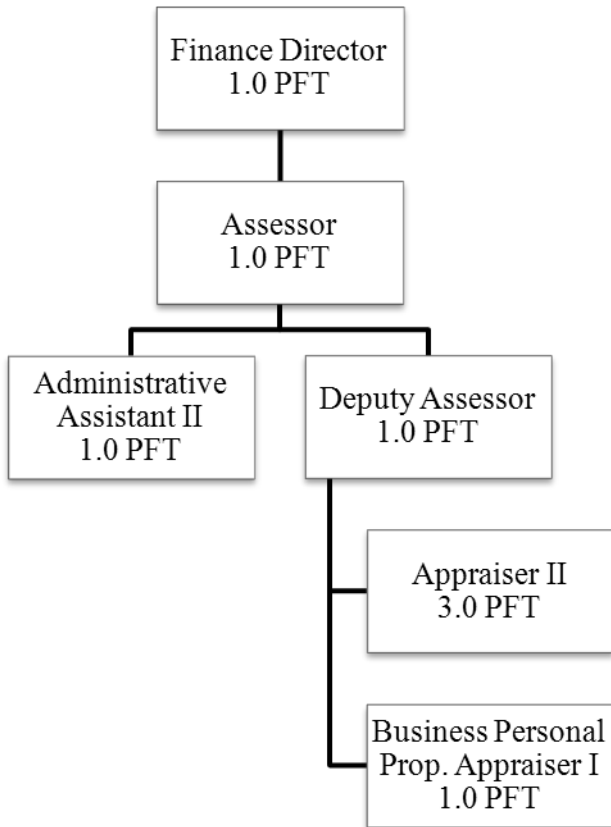 Finance Director
1.0 PFT
Assessor
1.0 PFT
Administrative
Assistant II
1.0 PFT
Deputy Assessor
1.0 PFT
Appraiser II
3.0 PFT
Business Personal
Prop. Appraiser I
1.0 PFT